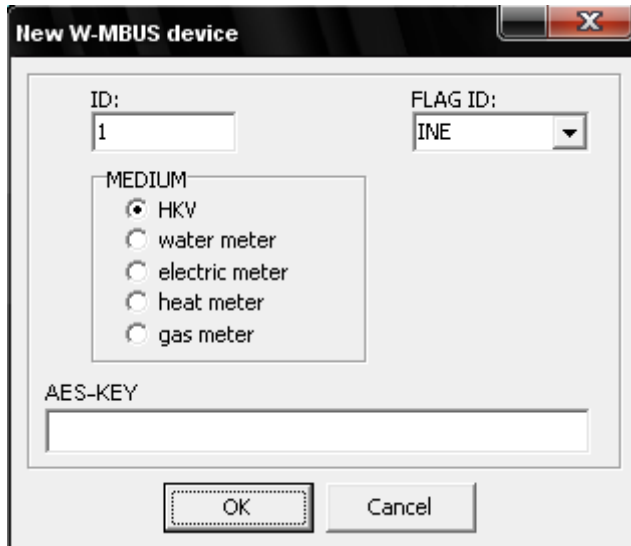 New W-MBUS device
ID:
FLAG ID:
1
INE
MEDIUM
HKV
water meter
electric meter
heat meter
gas meter
AES-KEY
OK
Cancel